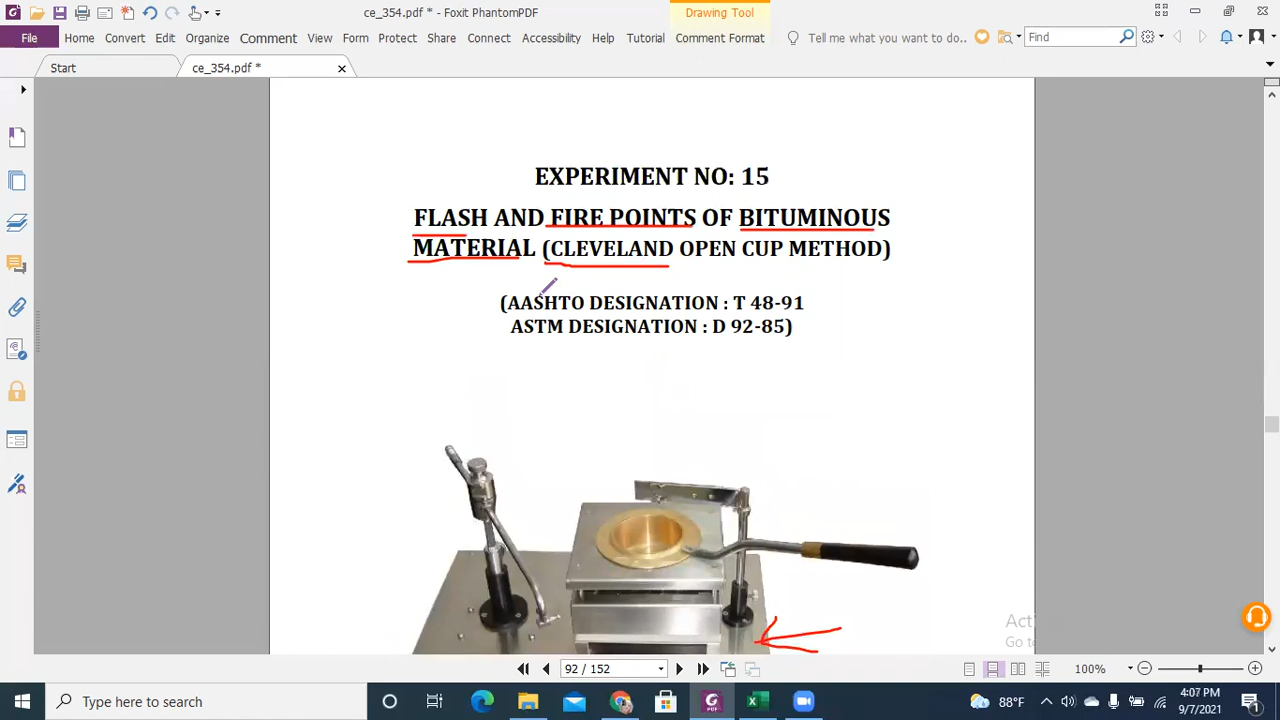 ce_354.pdf * - Foxit PhantomPDF
Drawing Tool
File Home Convert Edit Organize Comment View Form Protect Share Connect Accessibility Help Tutorial Comment Format Tell me what you want to do.. Find
Start ce_354.pdf * x
EXPERIMENT NO: 15
FLASH AND FIRE POINTS OF BITUMINOUS
MATERIAL (CLEVELAND OPEN CUP METHOD)
(AASHTO DESIGNATION : T 48-91
ASTM DESIGNATION : D 92-85)
Acti
Go to
92 / 152
100%
Type here to search
88°F
4:07 PM
9/7/2021